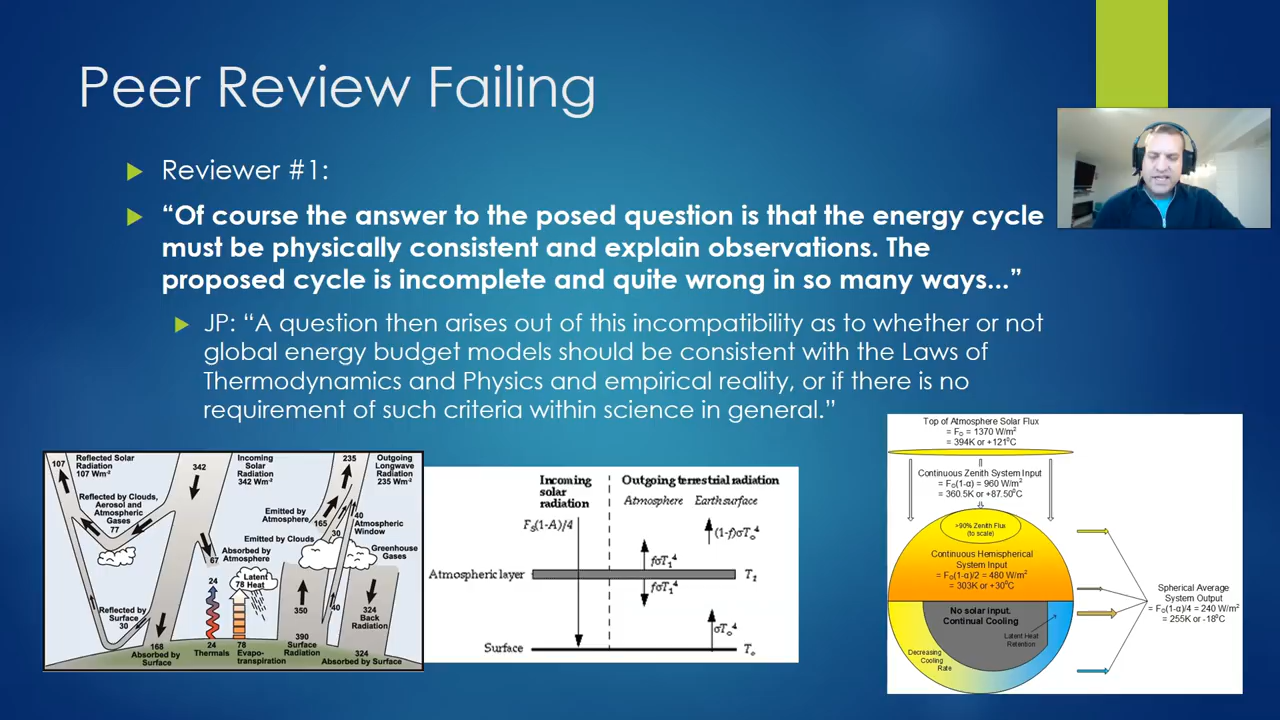 Peer Review Failing
Reviewer #1:
“Of course the answer to the posed question is that the energy cycle
must be physically consistent and explain observations. The
proposed cycle is incomplete and quite wrong in so many ways...”
JP: “A question then arises out of this incompatibility as to whether or not
global energy budget models should be consistent with the Laws of
Thermodynamics and Physics and empirical reality, or if there is no
requirement of such criteria within science in general.”
107
Reflected Solar
Radiation
107 Wm⁻²
342
Incoming
Solar
Radiation
342 Wm⁻²
235
Outgoing
Longwave
Radiation
235 Wm⁻²
Reflected by Clouds,
Aerosol and
Atmospheric
Gases
77
Emitted by
Atmosphere
165
40
30
Atmospheric
Window
Emitted by Clouds
Greenhouse
Gases
67
Absorbed by
Atmosphere
24
Latent
78 Heat
Reflected by
Surface
30
350
40
324
Back
Radiation
168
Absorbed by
Surface
24
Thermals
78
Evapo-
transpiration
390
Surface
Radiation
324
Absorbed by Surface
Incoming
solar
radiation
Outgoing terrestrial radiation
Atmosphere Earth surface
Fₛ(1-A)/4
(1-f)σTₒ⁴
fσT₁⁴
Atmospheric layer
T₁
fσT₁⁴
σTₒ⁴
Surface
Tₒ
Top of Atmosphere Solar Flux
= F₀ = 1370 W/m²
= 394K or +121⁰C
Continuous Zenith System Input
= F₀(1-α) = 960 W/m²
= 360.5K or +87.50⁰C
>90% Zenith Flux
(to scale)
Continuous Hemispherical
System Input
= F₀(1-α)/2 = 480 W/m²
= 303K or +30⁰C
No solar input.
Continual Cooling
Latent Heat
Retention
Decreasing
Cooling
Rate
Spherical Average
System Output
= F₀(1-α)/4 = 240 W/m²
= 255K or -18⁰C